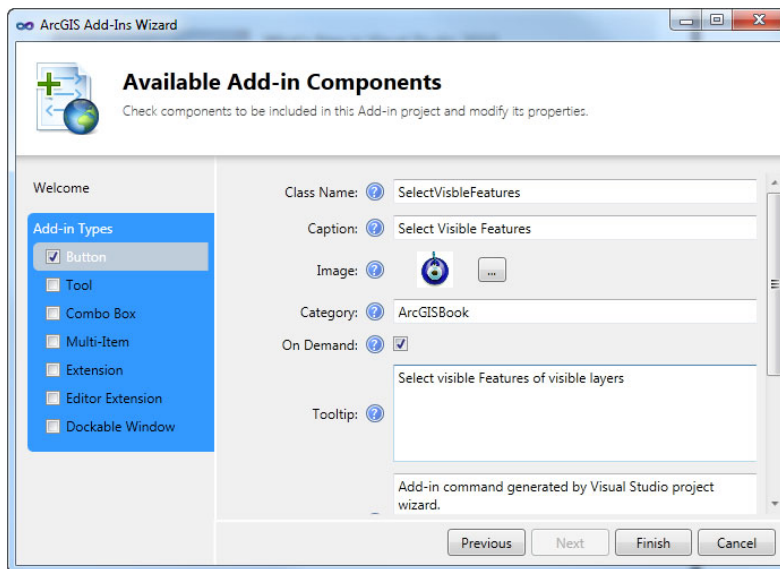 ArcGIS Add-Ins Wizard
Available Add-in Components
Check components to be included in this Add-in project and modify its properties.
Welcome
Add-in Types
Button
Tool
Combo Box
Multi-Item
Extension
Editor Extension
Dockable Window
Class Name: SelectVisbleFeatures
Caption: Select Visible Features
Image: ...
Category: ArcGISBook
On Demand:
Tooltip: Select visible Features of visible layers
Add-in command generated by Visual Studio project
wizard.
Previous Next Finish Cancel